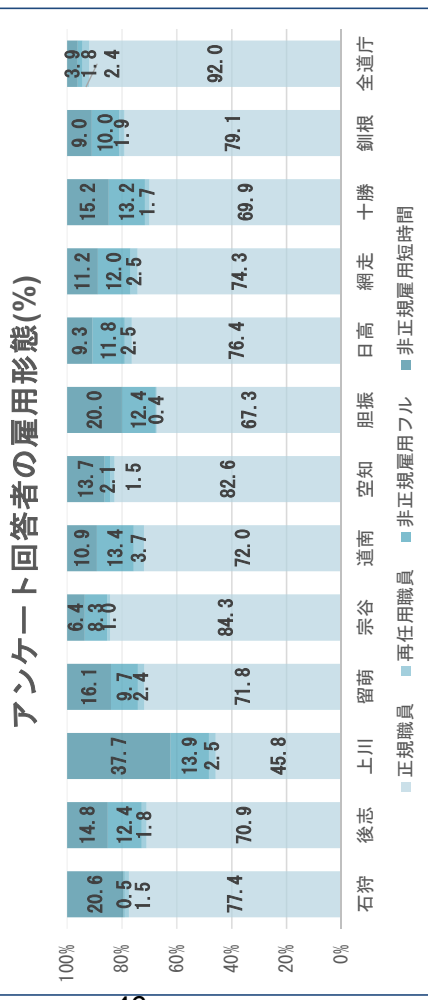 アンケート回答者の雇用形態(%)
100%
80%
60%
40%
20%
0%
20.6 14.8 37.7 16.1 6.4 10.9 13.7 20.0 9.3 11.2 15.2 9.0 3.9
0.5 12.4 13.9 9.7 8.3 13.4 2.1 12.4 11.8 12.0 13.2 10.0 1.8
1.5 1.8 2.5 2.4 1.0 3.7 1.5 0.4 2.5 2.5 1.7 1.9 2.4
77.4 70.9 45.8 71.8 84.3 72.0 82.6 67.3 76.4 74.3 69.9 79.1 92.0
石狩 後志 上川 留萌 宗谷 道南 空知 胆振 日高 網走 十勝 釧根 全道庁
正規職員 再任用職員 非正規雇用フル 非正規雇用短時間